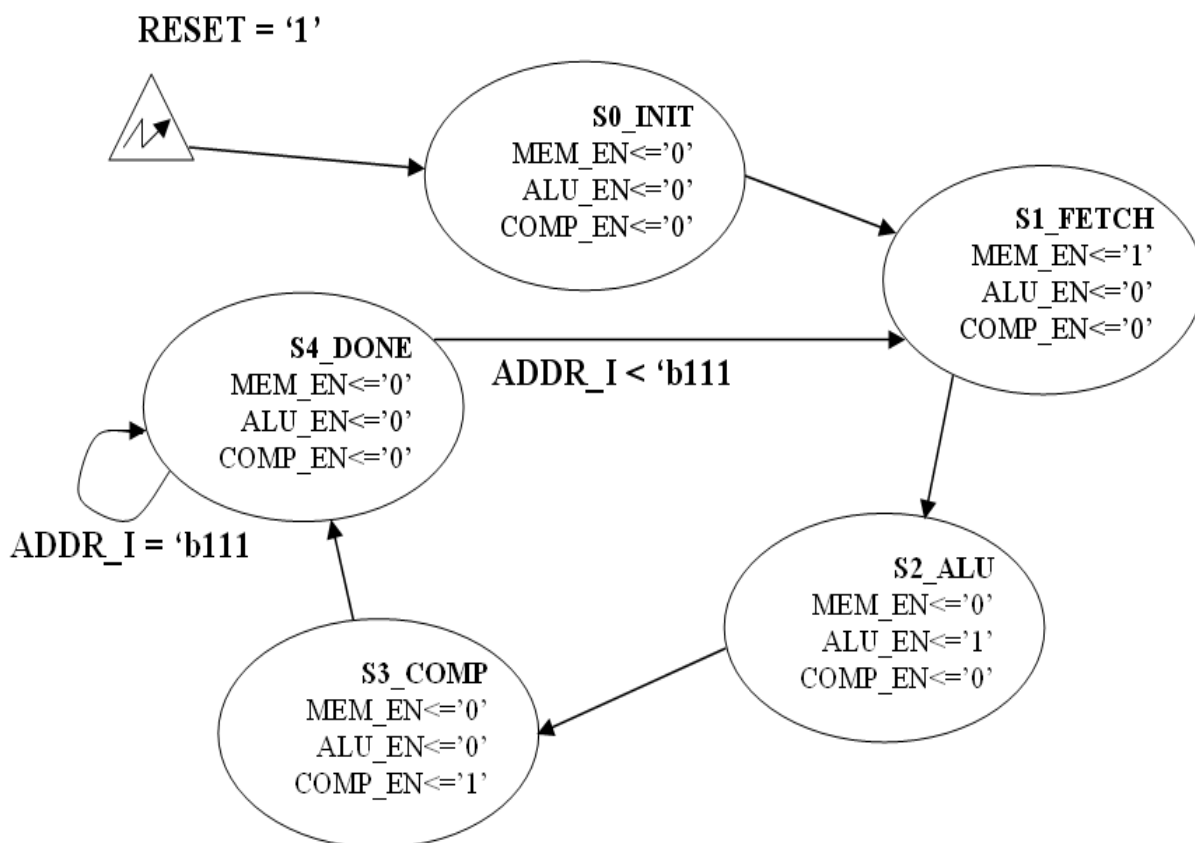 RESET = ‘1’
S0_INIT
MEM_EN<=’0’
ALU_EN<=’0’
COMP_EN<=’0’
S1_FETCH
MEM_EN<=’1’
ALU_EN<=’0’
COMP_EN<=’0’
S4_DONE
MEM_EN<=’0’
ALU_EN<=’0’
COMP_EN<=’0’
ADDR_I < ‘b111
ADDR_I = ‘b111
S2_ALU
MEM_EN<=’0’
ALU_EN<=’1’
COMP_EN<=’0’
S3_COMP
MEM_EN<=’0’
ALU_EN<=’0’
COMP_EN<=’1’